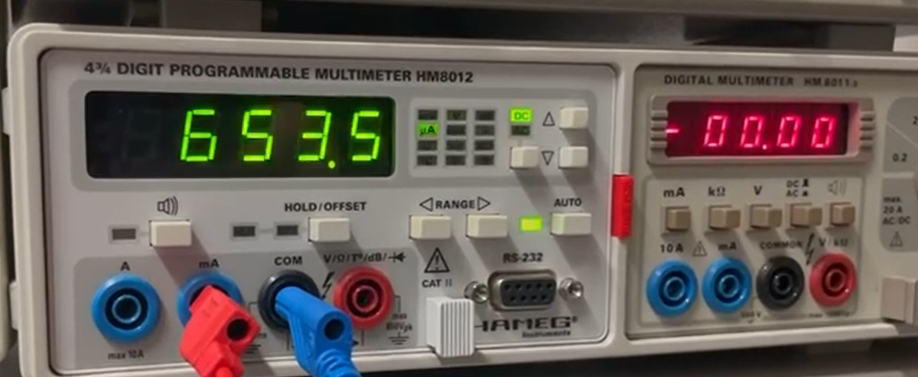 4¾ DIGIT PROGRAMMABLE MULTIMETER HM8012
653.5
DC
µA
HOLD/OFFSET
RANGE
AUTO
A
mA
COM
V/Ω/T°/dB/
max 10A
CAT II
RS-232
HAMEG®
Instruments
DIGITAL MULTIMETER HM 8011-3
- 00.00
mA
kΩ
V
DC
AC
10 A
mA
COMMON
V/kΩ
0.2
max.
20 A
AC/DC